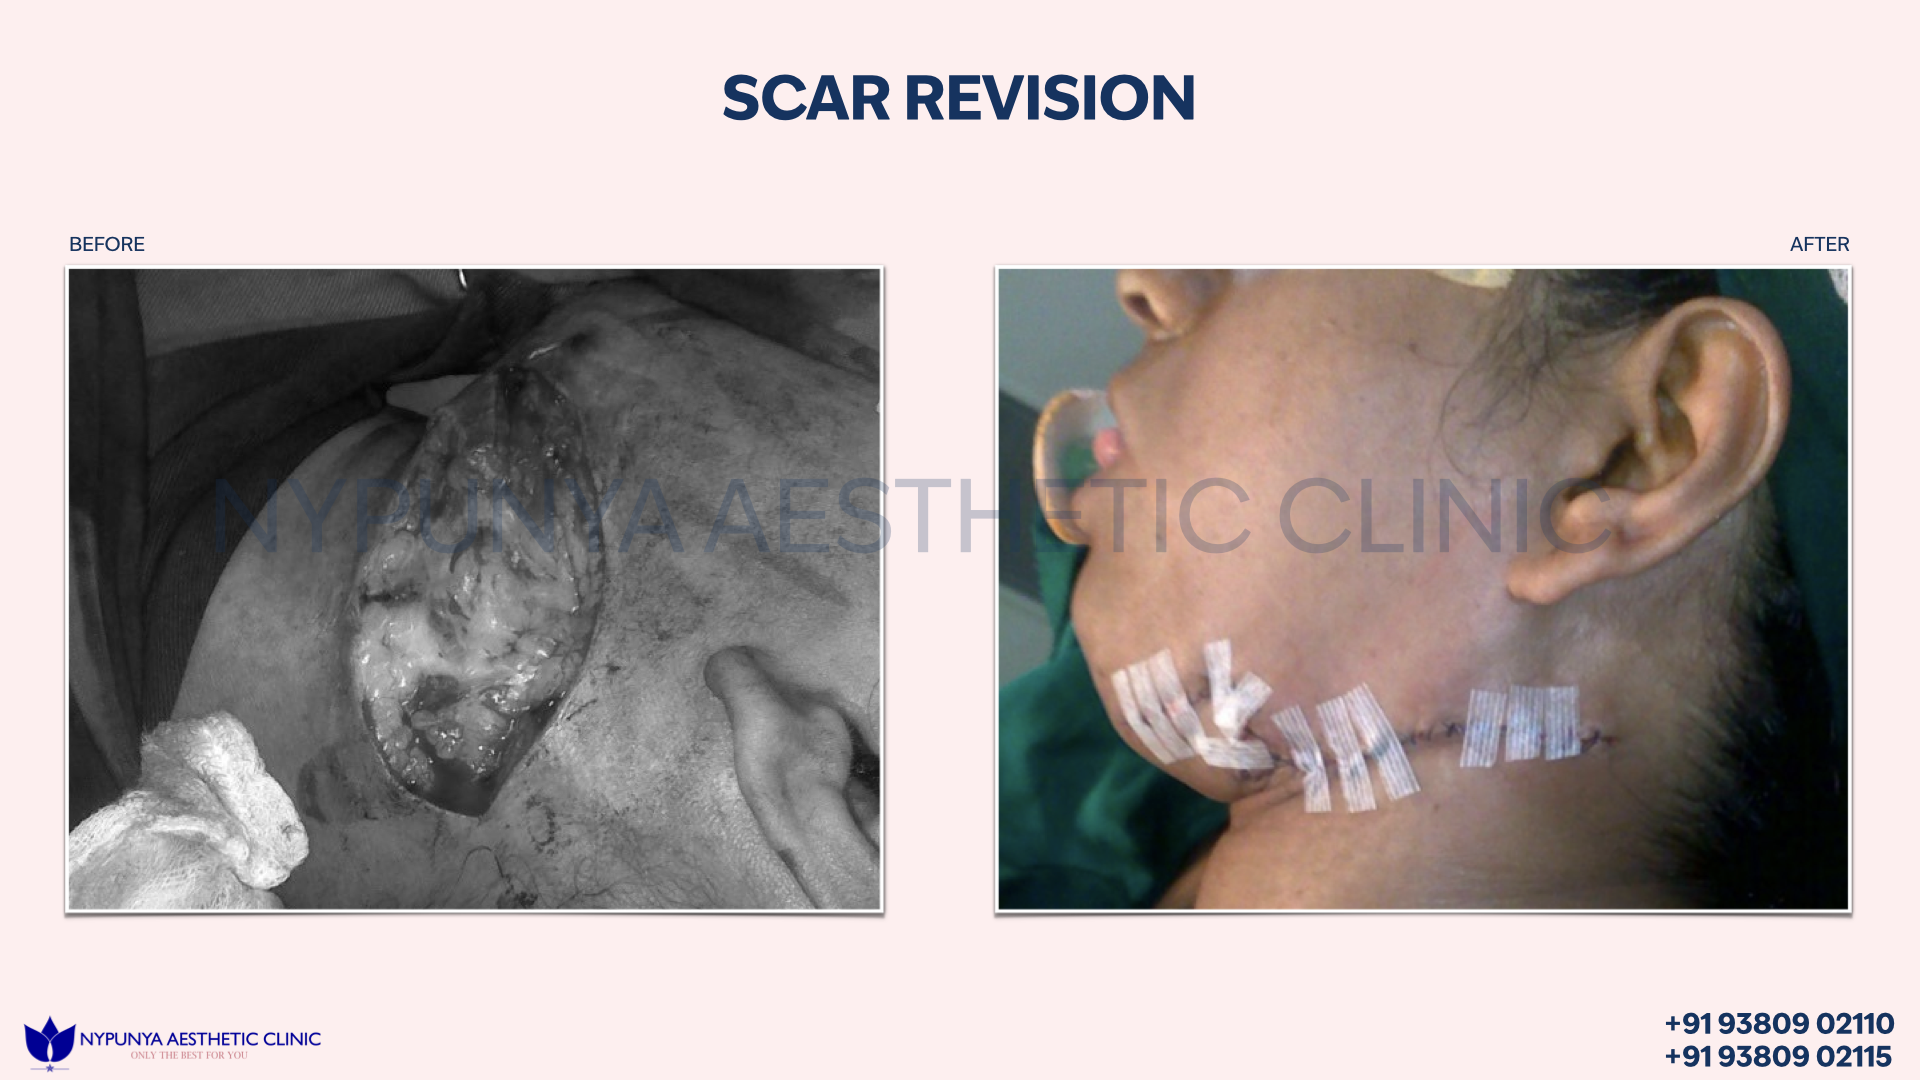 SCAR REVISION
BEFORE
AFTER
NYPUNYA AESTHETIC CLINIC
NYPUNYA AESTHETIC CLINIC
ONLY THE BEST FOR YOU
+91 93809 02110
+91 93809 02115